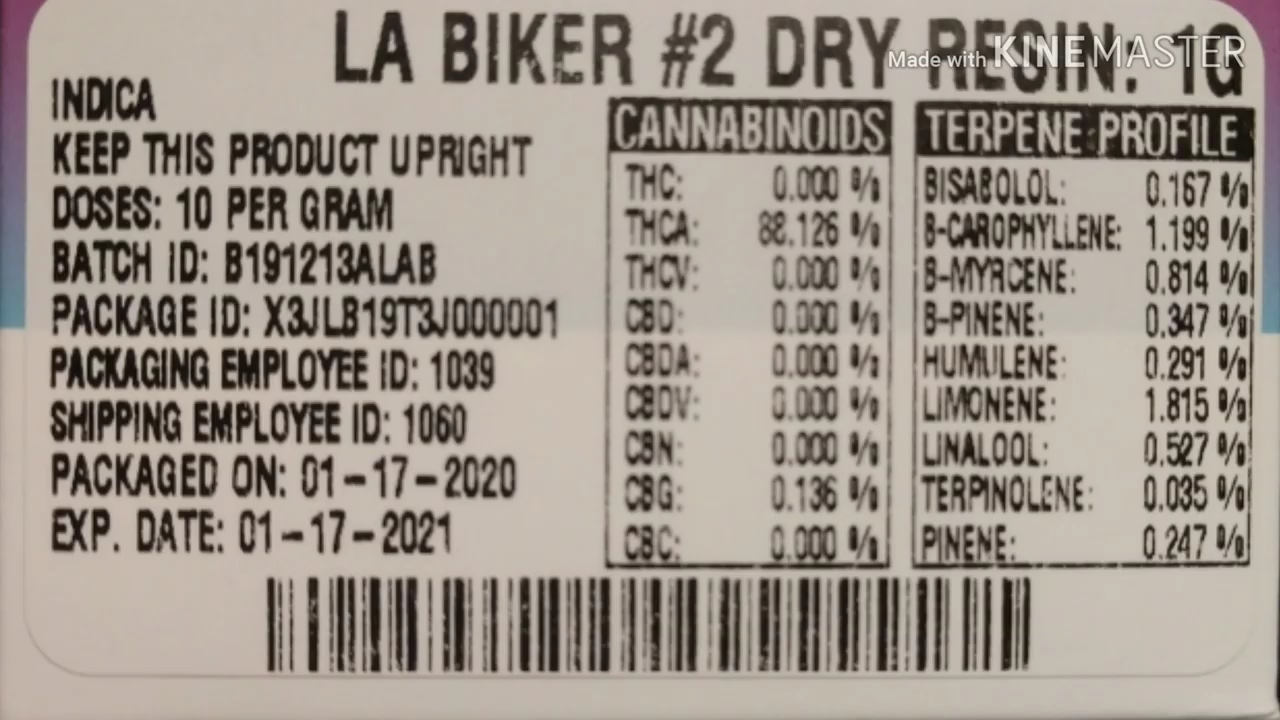 LA BIKER #2 DRY RESIN: 1G
Made with KINEMASTER
INDICA
KEEP THIS PRODUCT UPRIGHT
DOSES: 10 PER GRAM
BATCH ID: B191213ALAB
PACKAGE ID: X3JLB19T3J000001
PACKAGING EMPLOYEE ID: 1039
SHIPPING EMPLOYEE ID: 1060
PACKAGED ON: 01-17-2020
EXP. DATE: 01-17-2021
CANNABINOIDS
THC: 0.000 %
THCA: 88.126 %
THCV: 0.000 %
CBD: 0.000 %
CBDA: 0.000 %
CBDV: 0.000 %
CBN: 0.000 %
CBG: 0.136 %
CBC: 0.000 %
TERPENE PROFILE
BISABOLOL: 0.167 %
B-CAROPHYLLENE: 1.199 %
B-MYRCENE: 0.814 %
B-PINENE: 0.347 %
HUMULENE: 0.291 %
LIMONENE: 1.815 %
LINALOOL: 0.527 %
TERPINOLENE: 0.035 %
PINENE: 0.247 %